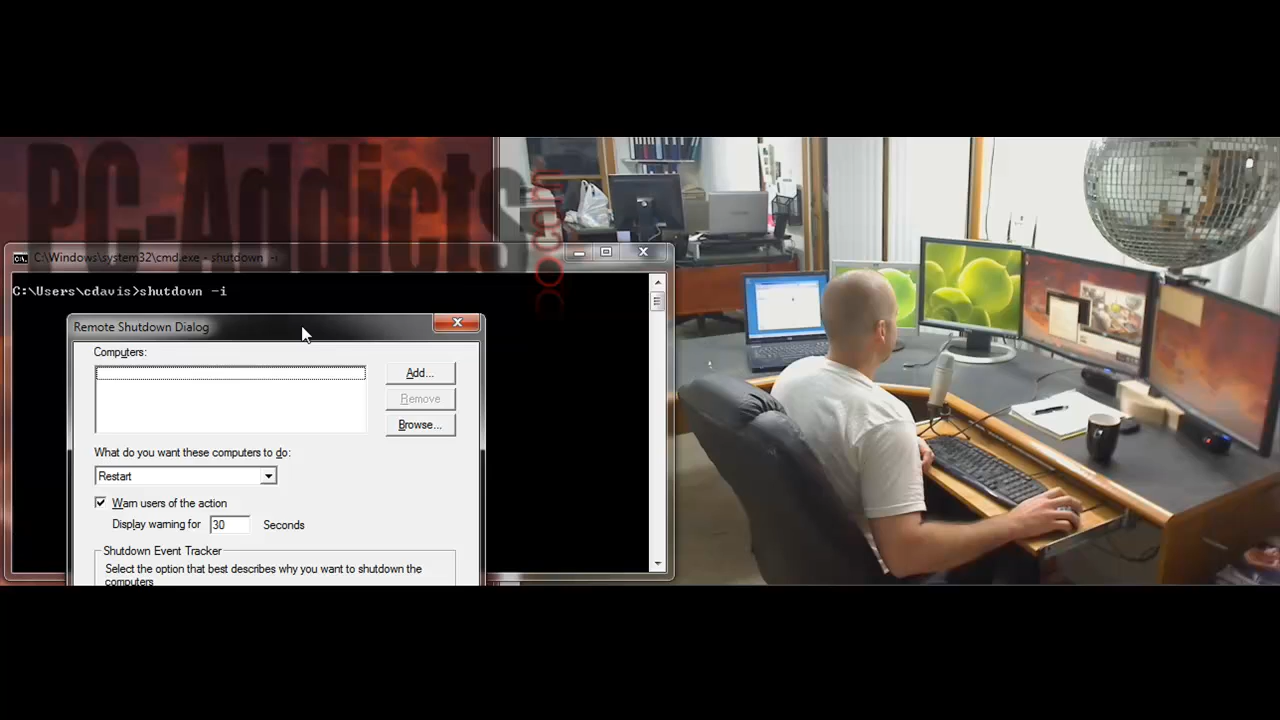 PC-Addicts
.com
C:\Windows\system32\cmd.exe - shutdown -i
C:\Users\cdavis>shutdown -i
Remote Shutdown Dialog
Computers:
Add...
Remove
Browse...
What do you want these computers to do:
Restart
Warn users of the action
Display warning for 30 Seconds
Shutdown Event Tracker
Select the option that best describes why you want to shutdown the
computers